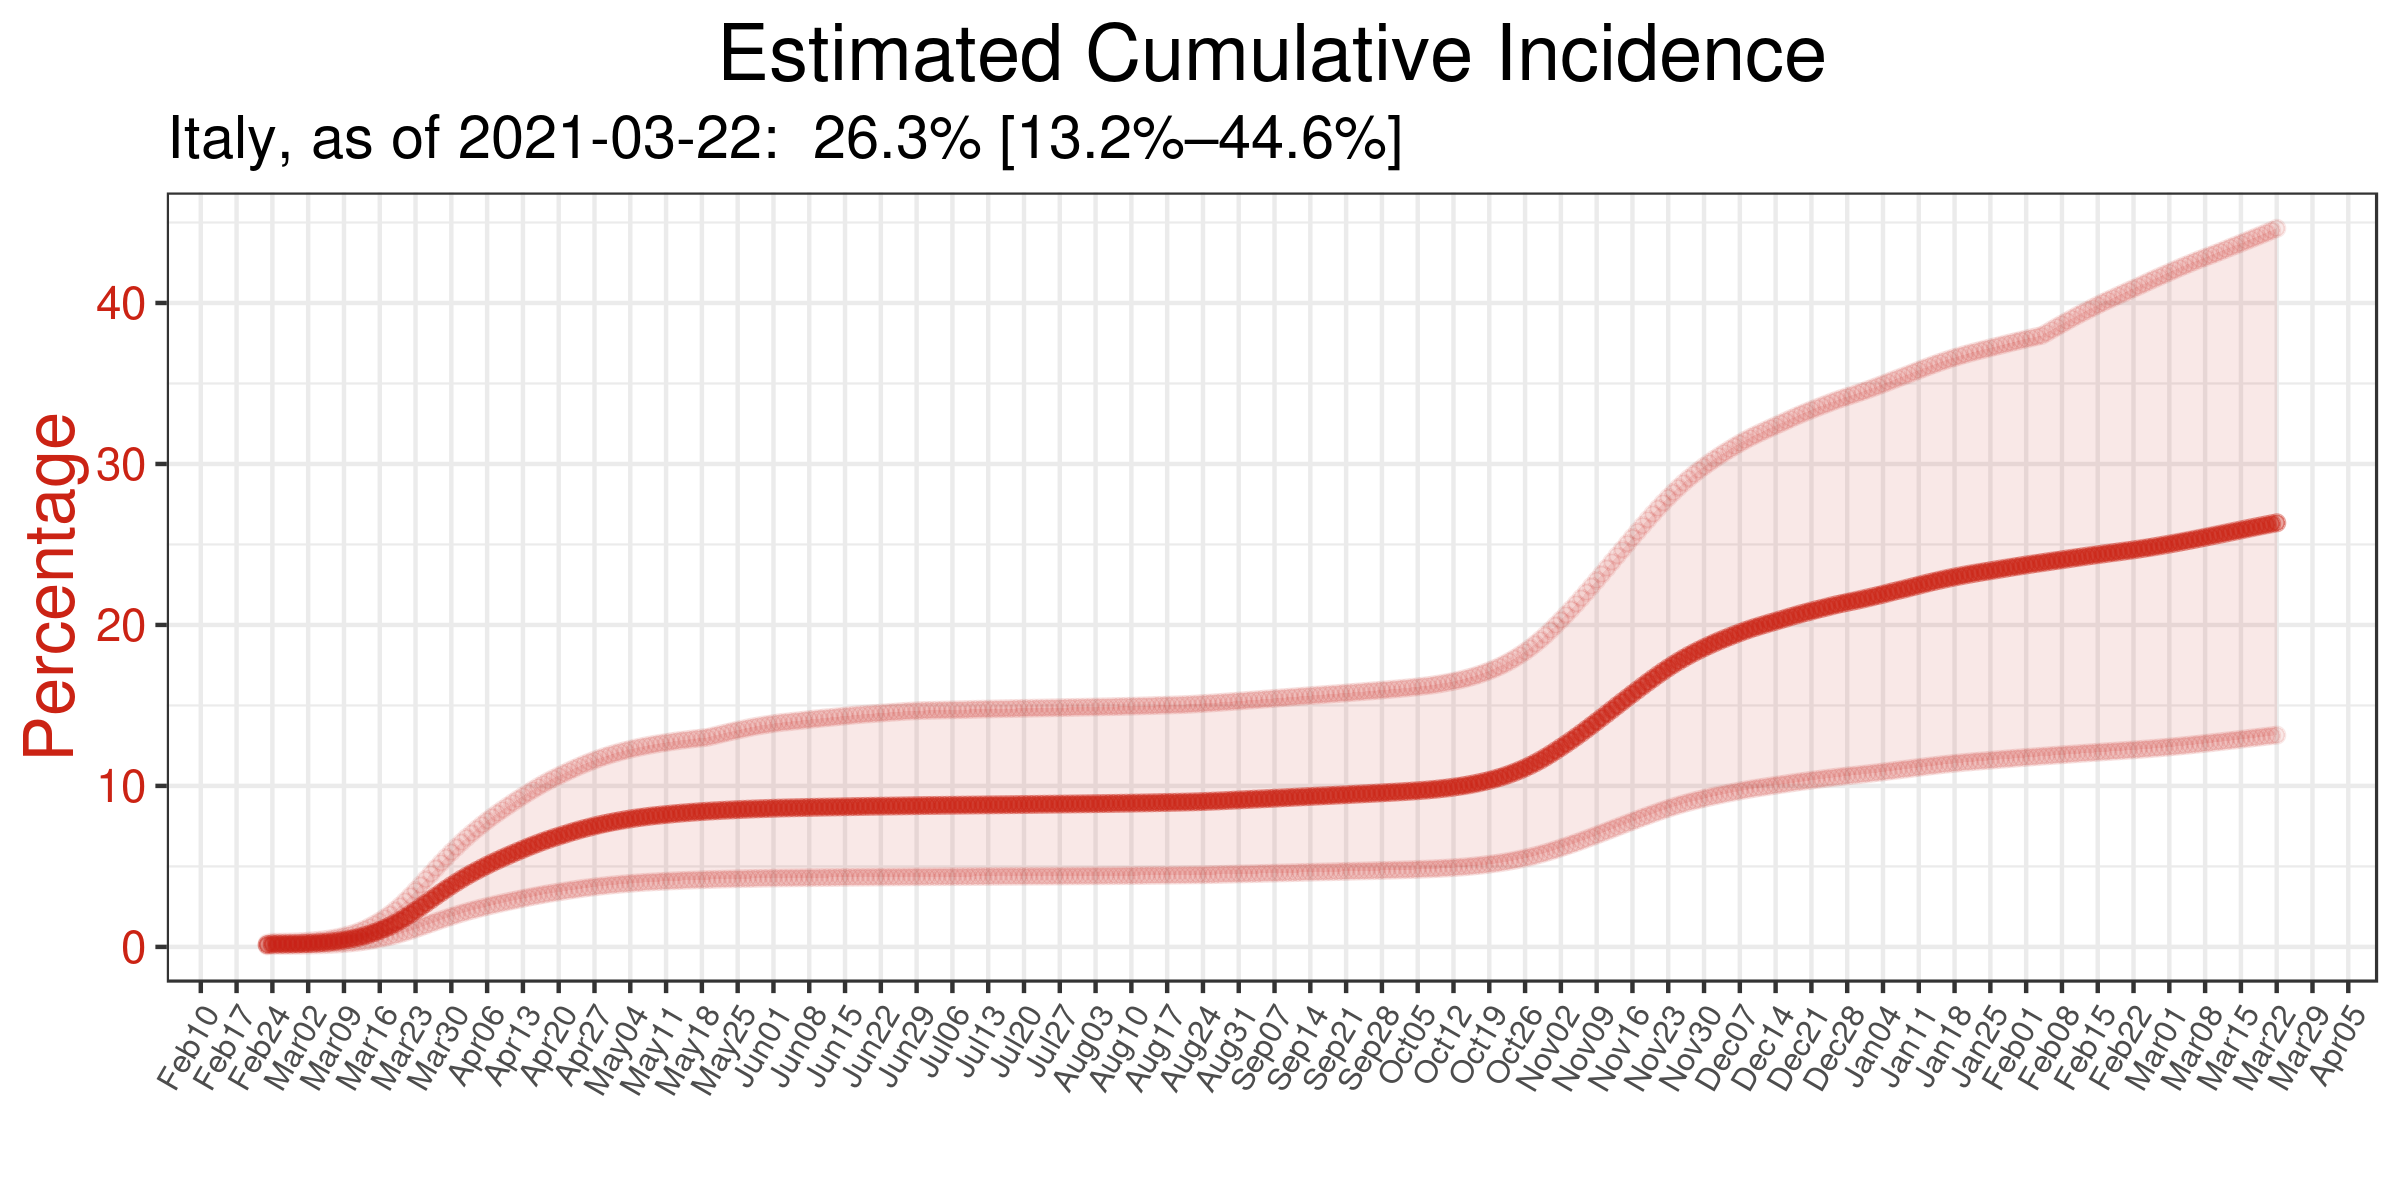 Estimated Cumulative Incidence
Italy, as of 2021-03-22:  26.3% [13.2%–44.6%]
Percentage
40
30
20
10
0
Feb10
Feb17
Feb24
Mar02
Mar09
Mar16
Mar23
Mar30
Apr06
Apr13
Apr20
Apr27
May04
May11
May18
May25
Jun01
Jun08
Jun15
Jun22
Jun29
Jul06
Jul13
Jul20
Jul27
Aug03
Aug10
Aug17
Aug24
Aug31
Sep07
Sep14
Sep21
Sep28
Oct05
Oct12
Oct19
Oct26
Nov02
Nov09
Nov16
Nov23
Nov30
Dec07
Dec14
Dec21
Dec28
Jan04
Jan11
Jan18
Jan25
Feb01
Feb08
Feb15
Feb22
Mar01
Mar08
Mar15
Mar22
Mar29
Apr05